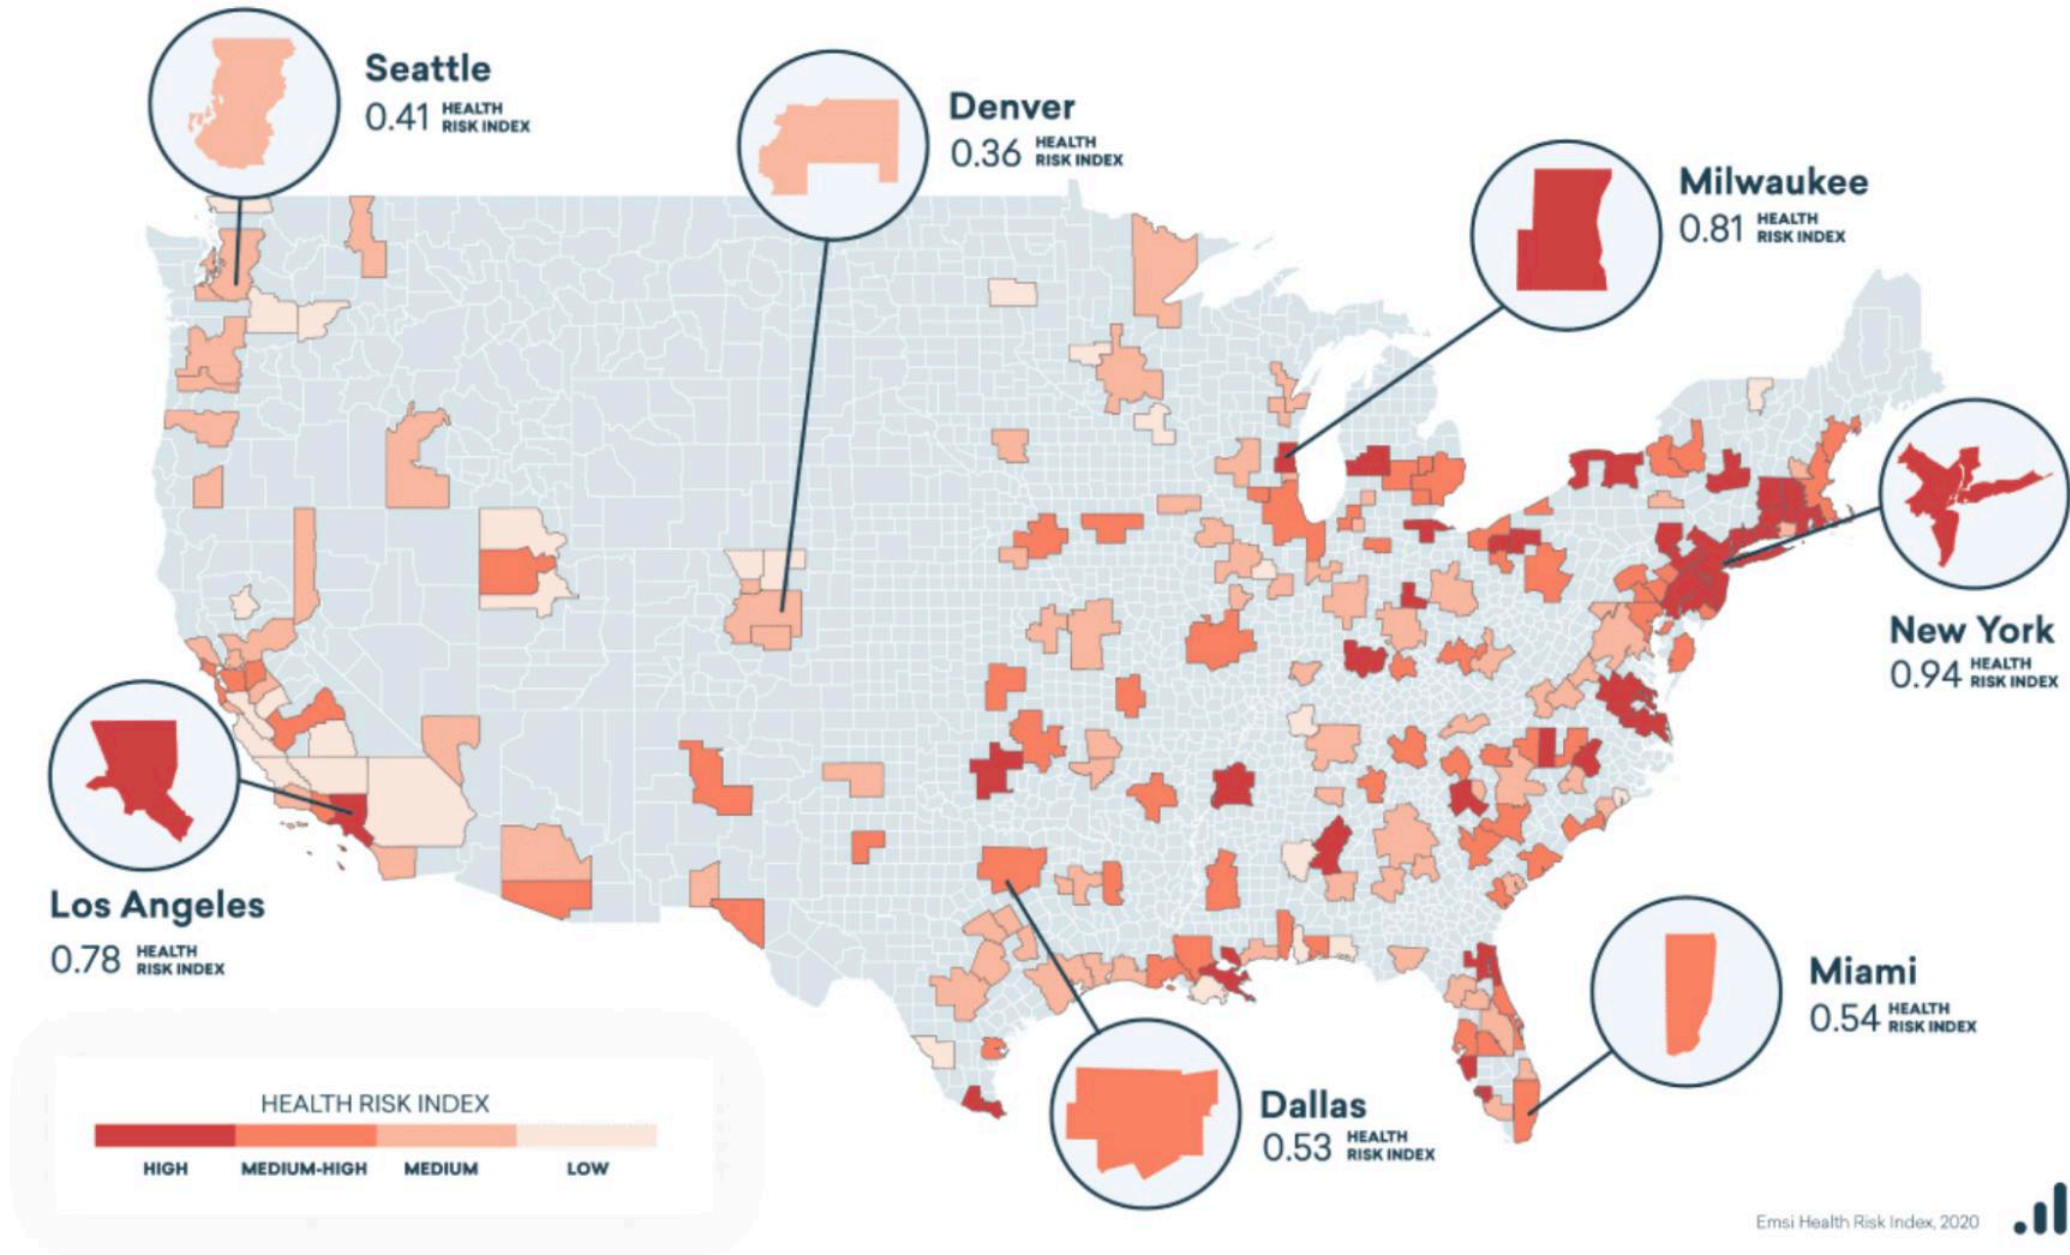 Seattle
0.41 HEALTH
RISK INDEX
Denver
0.36 HEALTH
RISK INDEX
Milwaukee
0.81 HEALTH
RISK INDEX
New York
0.94 HEALTH
RISK INDEX
Los Angeles
0.78 HEALTH
RISK INDEX
Miami
0.54 HEALTH
RISK INDEX
Dallas
0.53 HEALTH
RISK INDEX
HEALTH RISK INDEX
HIGH MEDIUM-HIGH MEDIUM LOW
Emsi Health Risk Index, 2020